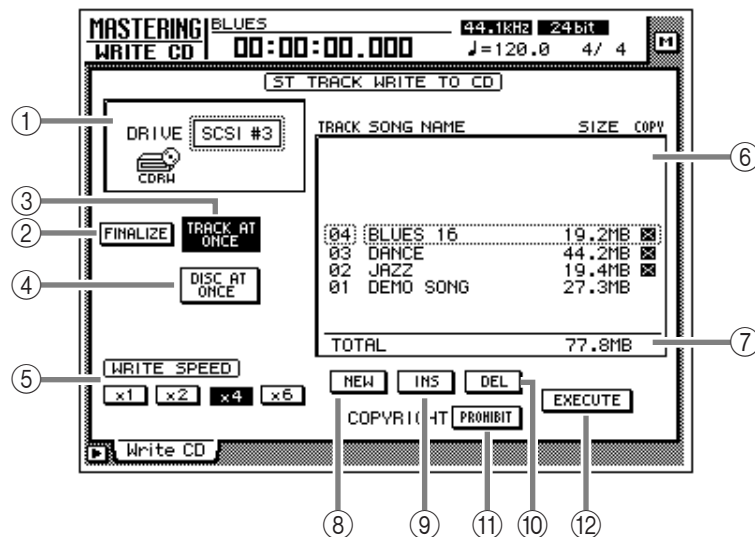 MASTERING BLUES 44.1kHz 24bit
WRITE CD 00:00:00.000 ♩=120.0 4/ 4 M
ST TRACK WRITE TO CD
①
DRIVE SCSI #3
CDRW
TRACK SONG NAME SIZE COPY
⑥
③
② FINALIZE TRACK AT ONCE
04 BLUES 16 19.2MB
03 DANCE 44.2MB
02 JAZZ 19.4MB
01 DEMO SONG 27.3MB
④ DISC AT ONCE
TOTAL 77.8MB ⑦
⑤ WRITE SPEED
x1 x2 x4 x6
NEW INS DEL
EXECUTE
COPYRIGHT PROHIBIT
Write CD
⑧ ⑨ ⑪ ⑩ ⑫